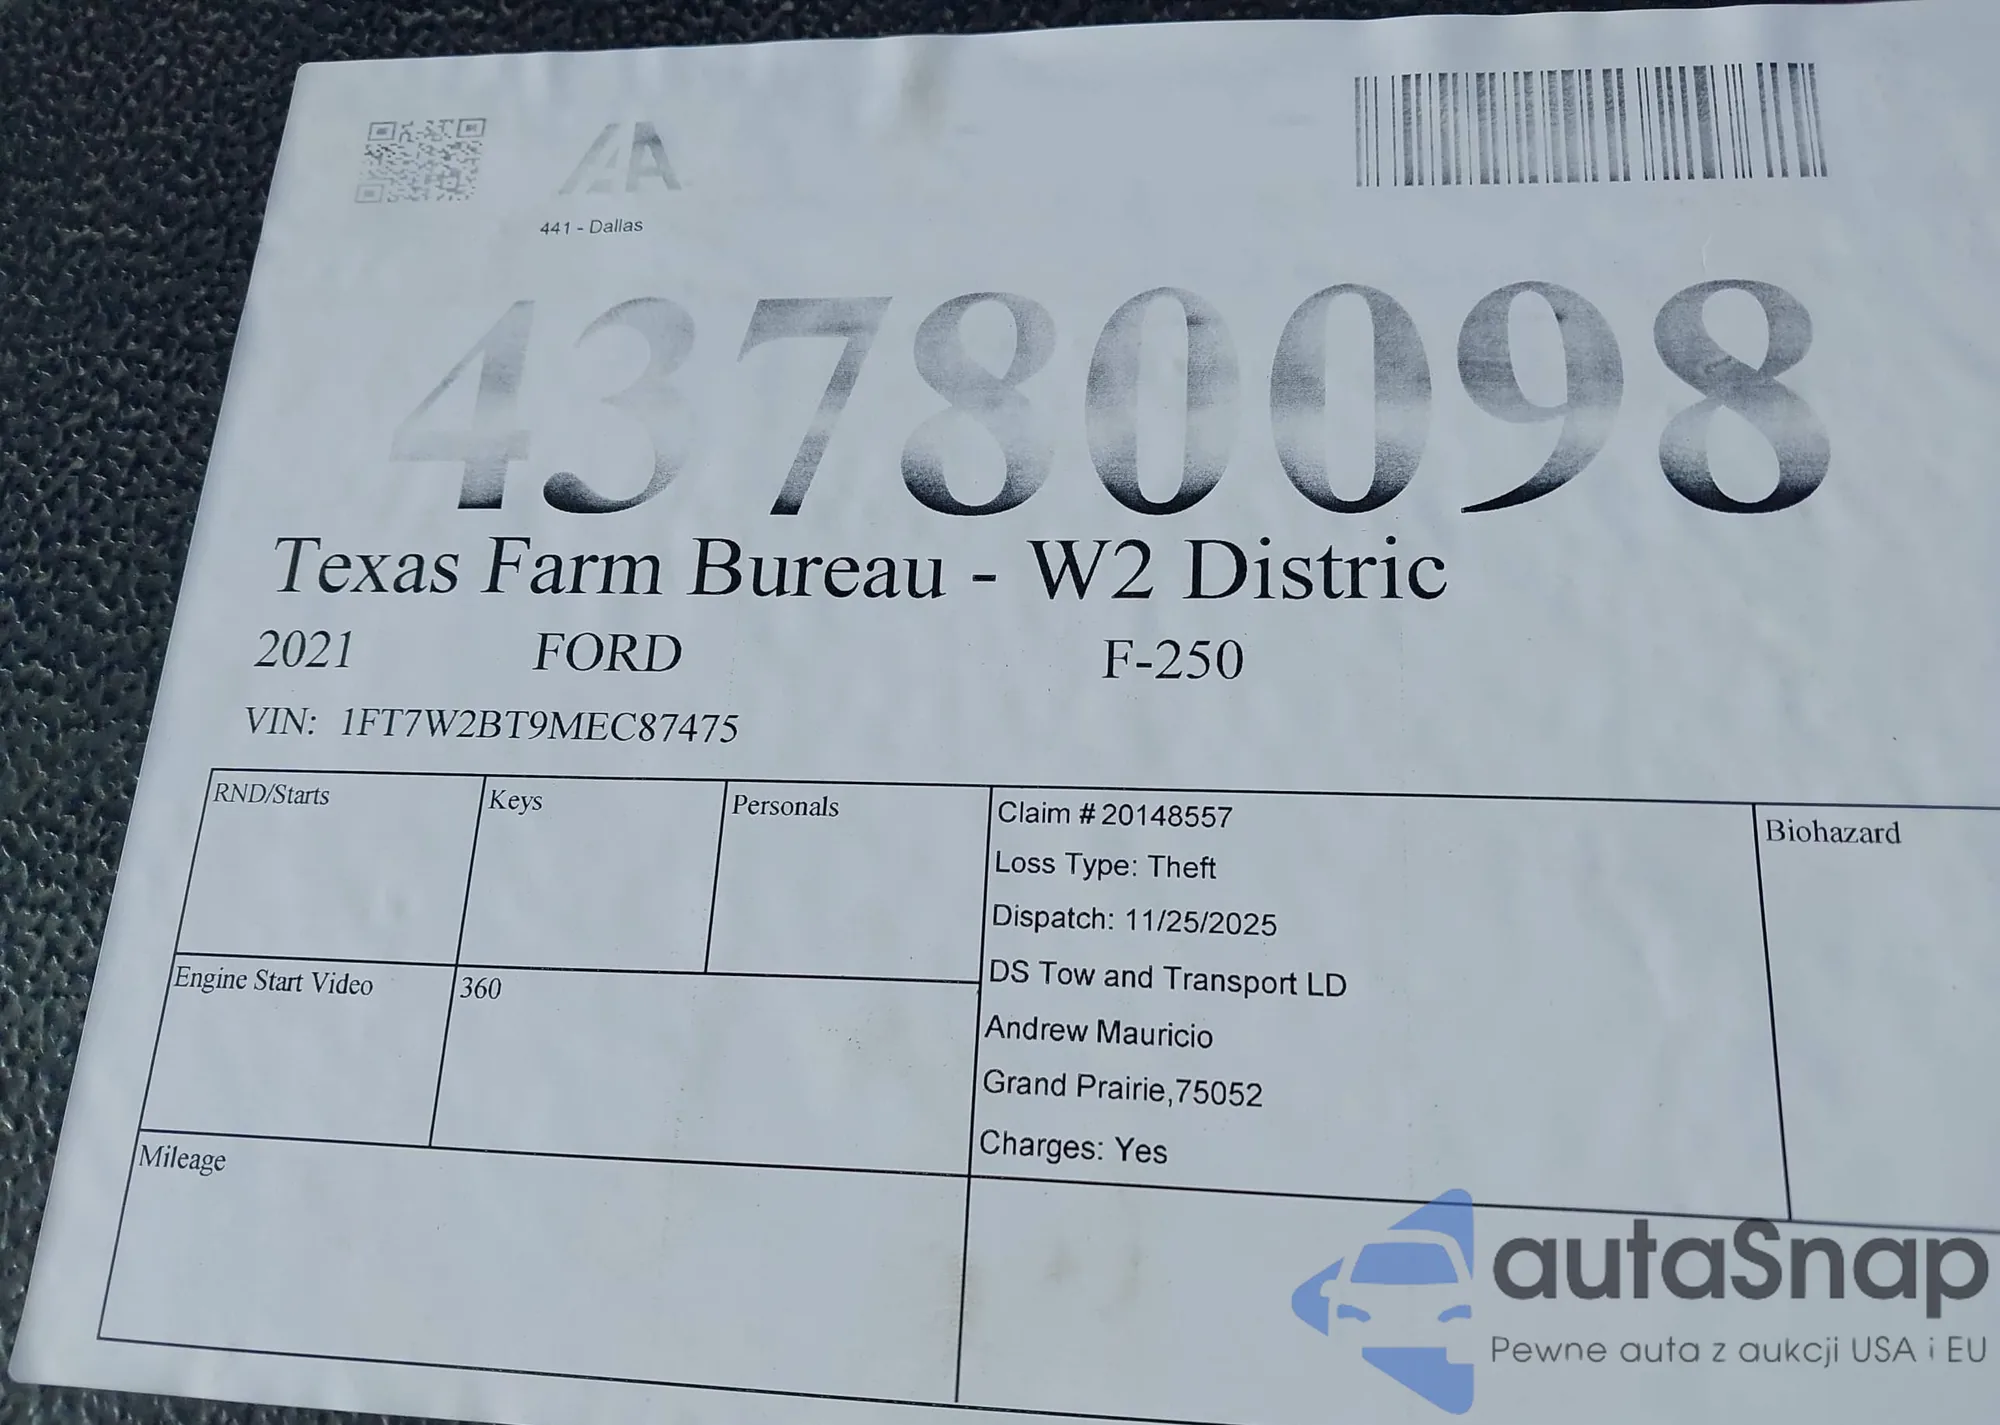 IAA
441 - Dallas
43780098
Texas Farm Bureau - W2 Distric
2021 FORD F-250
VIN: 1FT7W2BT9MEC87475
RND/Starts Keys Personals
Claim # 20148557
Biohazard
Loss Type: Theft
Dispatch: 11/25/2025
Engine Start Video 360
DS Tow and Transport LD
Andrew Mauricio
Grand Prairie,75052
Charges: Yes
Mileage
autaSnap
Pewne auta z aukcji USA i EU